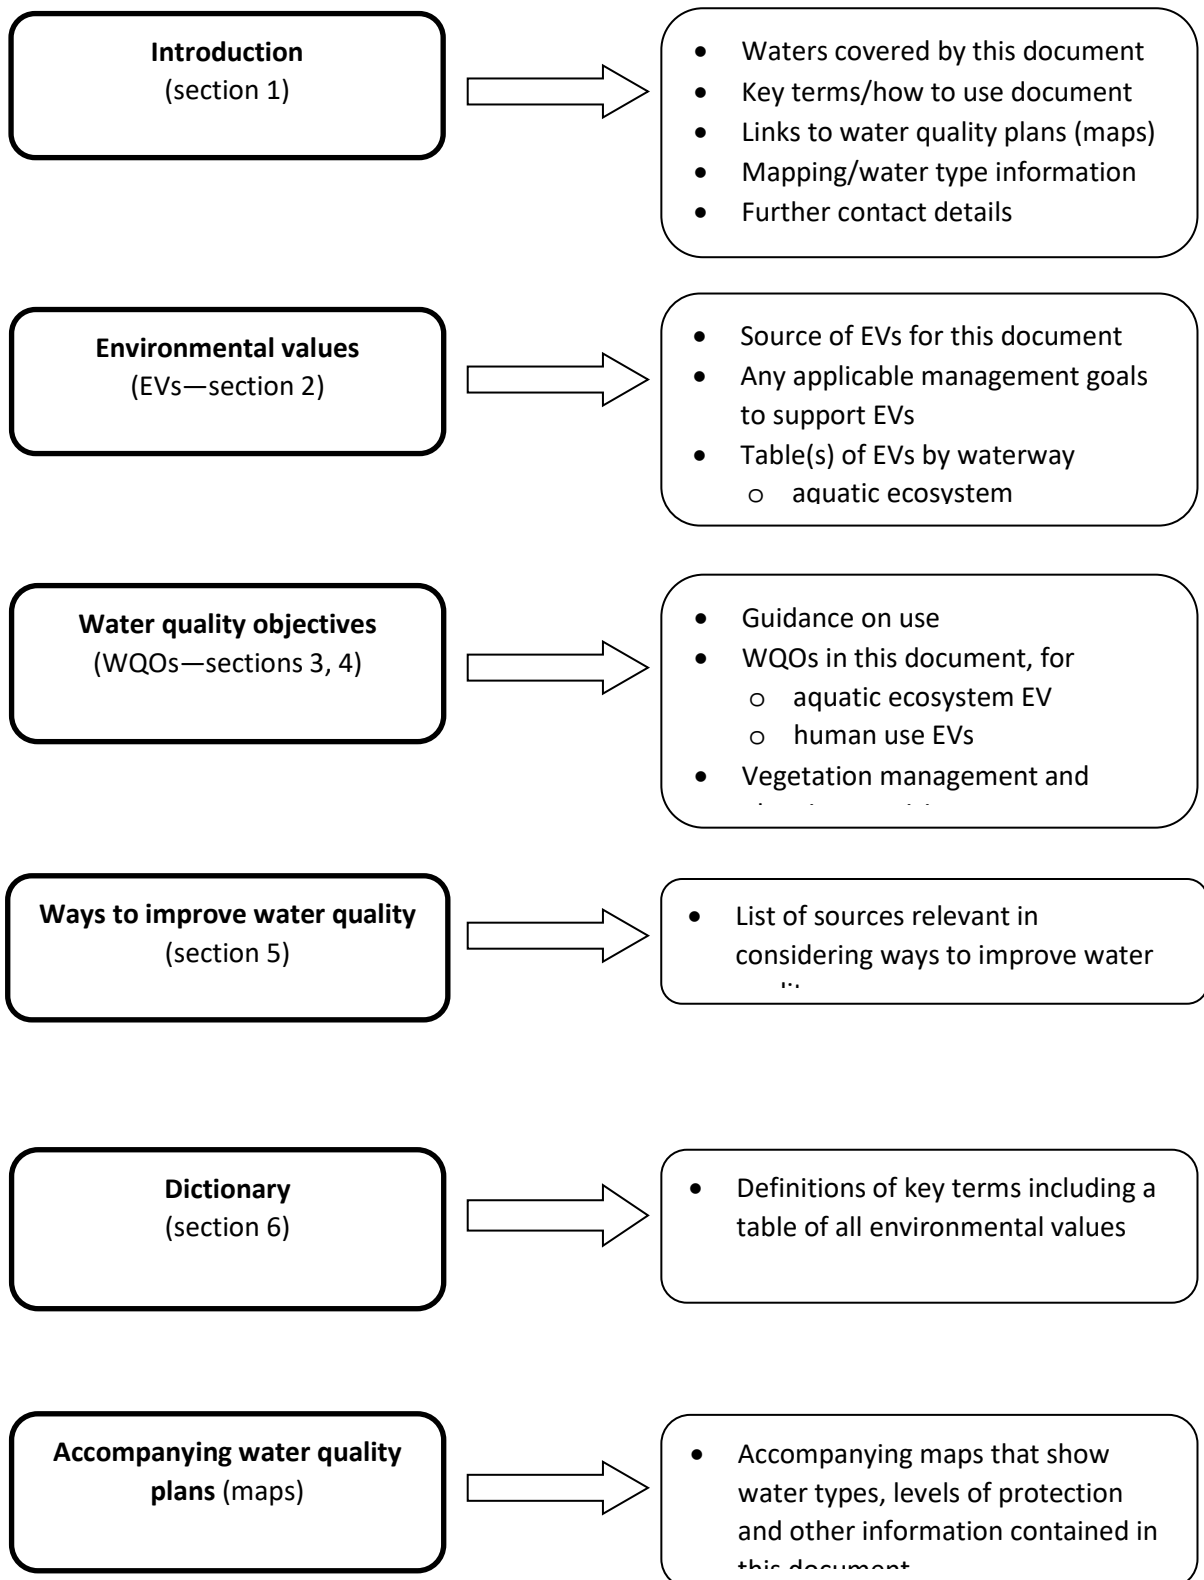 Introduction
(section 1)
• Waters covered by this document
• Key terms/how to use document
• Links to water quality plans (maps)
• Mapping/water type information
• Further contact details
Environmental values
(EVs—section 2)
• Source of EVs for this document
• Any applicable management goals
to support EVs
• Table(s) of EVs by waterway
o aquatic ecosystem
Water quality objectives
(WQOs—sections 3, 4)
• Guidance on use
• WQOs in this document, for
o aquatic ecosystem EV
o human use EVs
• Vegetation management and
Ways to improve water quality
(section 5)
• List of sources relevant in
considering ways to improve water
Dictionary
(section 6)
• Definitions of key terms including a
table of all environmental values
Accompanying water quality
plans (maps)
• Accompanying maps that show
water types, levels of protection
and other information contained in
this document